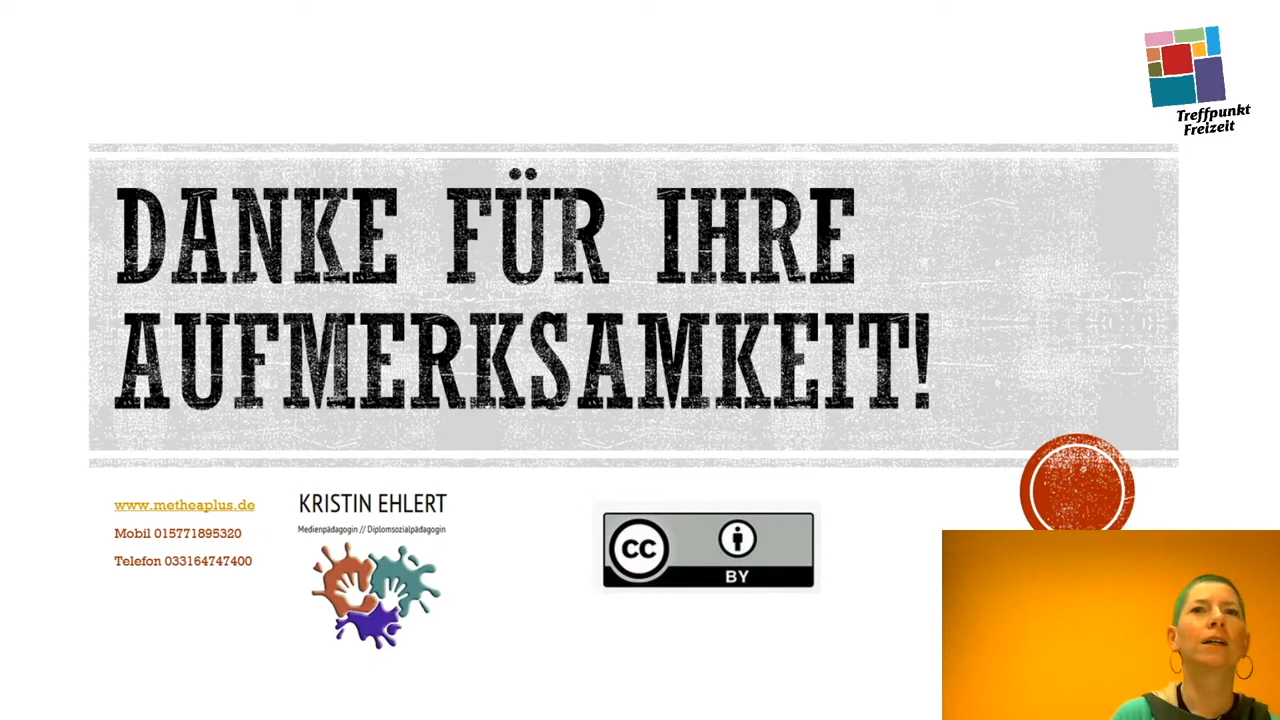 Treffpunkt
Freizeit
DANKE FÜR IHRE
AUFMERKSAMKEIT!
www.metheaplus.de
Mobil 015771895320
Telefon 033164747400
KRISTIN EHLERT
Medienpädagogin // Diplomsozialpädagogin
CC
BY